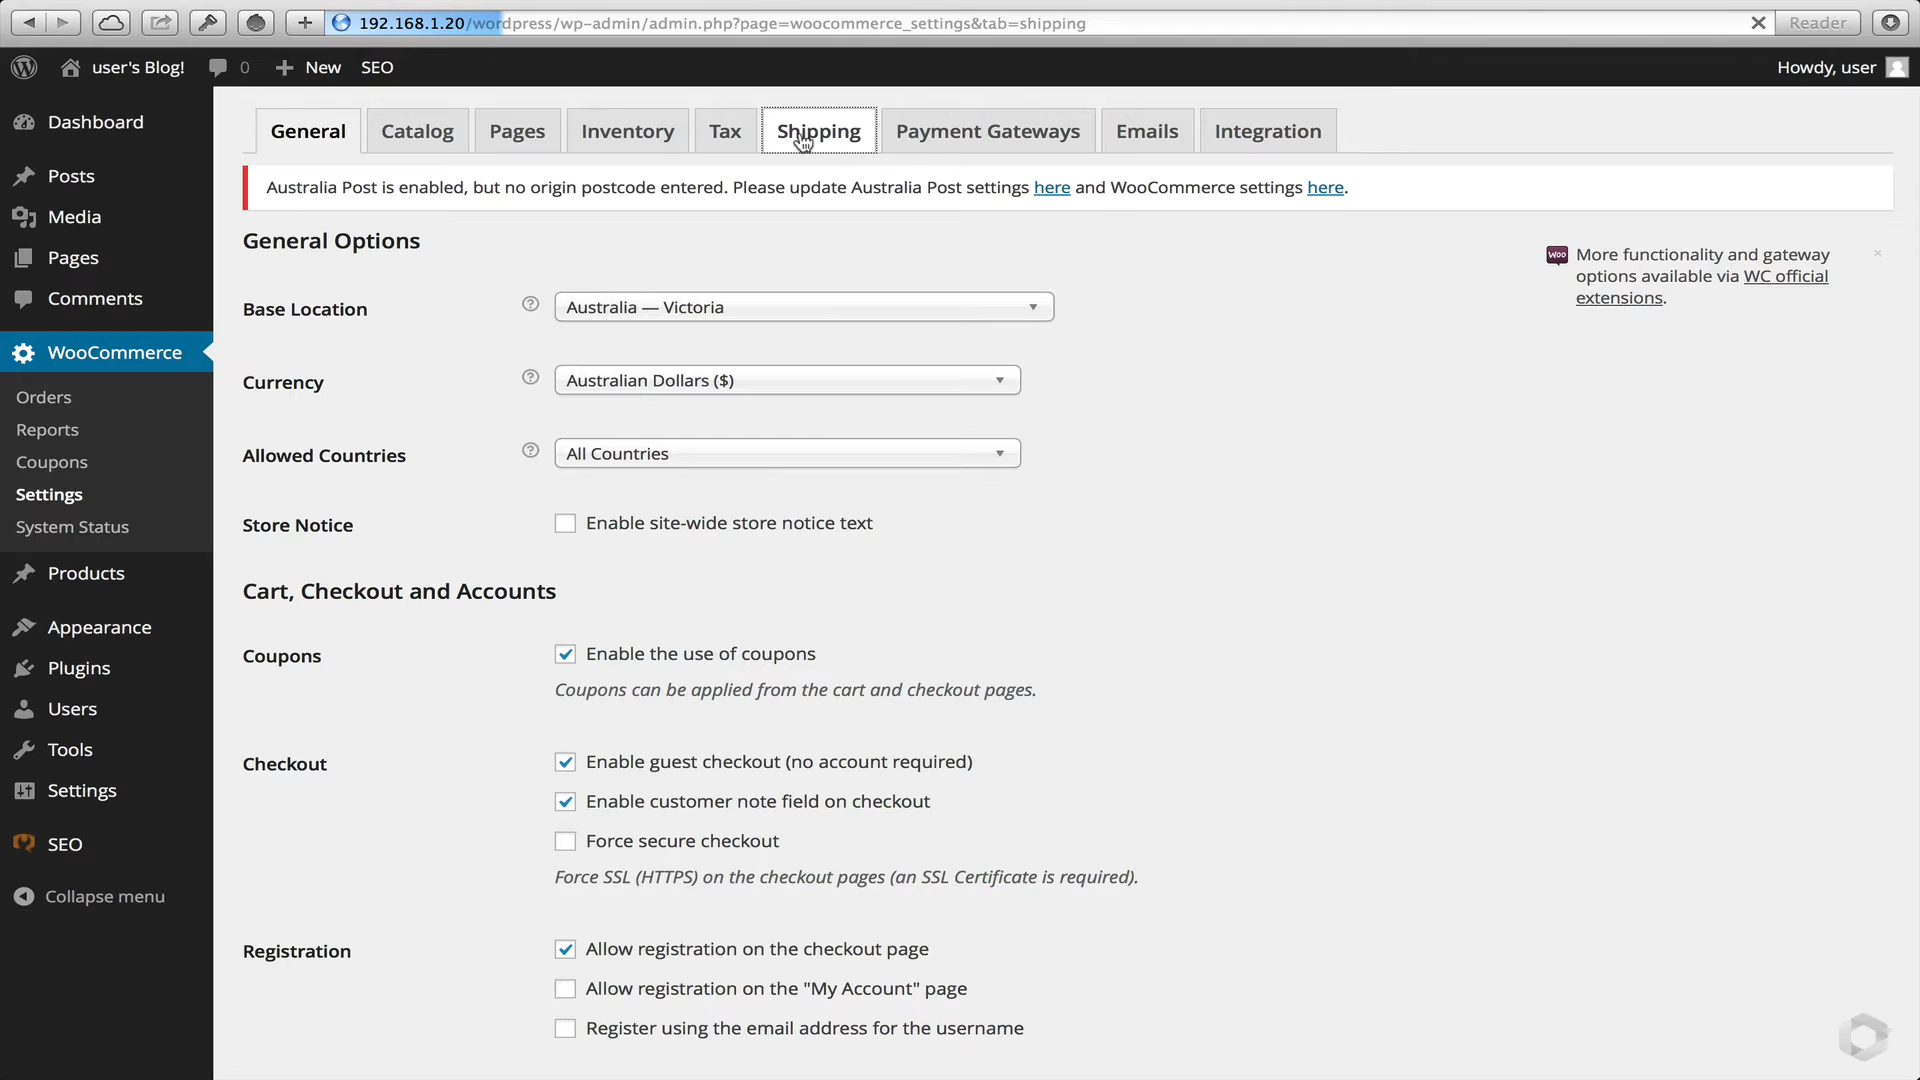 192.168.1.20/wordpress/wp-admin/admin.php?page=woocommerce_settings&tab=shipping
Reader
user's Blog!
0
New
SEO
Howdy, user
Dashboard
Posts
Media
Pages
Comments
WooCommerce
Orders
Reports
Coupons
Settings
System Status
Products
Appearance
Plugins
Users
Tools
Settings
SEO
Collapse menu
General
Catalog
Pages
Inventory
Tax
Shipping
Payment Gateways
Emails
Integration
Australia Post is enabled, but no origin postcode entered. Please update Australia Post settings here and WooCommerce settings here.
General Options
woo
More functionality and gateway
options available via WC official
extensions.
Base Location
Australia — Victoria
Currency
Australian Dollars ($)
Allowed Countries
All Countries
Store Notice
Enable site-wide store notice text
Cart, Checkout and Accounts
Coupons
Enable the use of coupons
Coupons can be applied from the cart and checkout pages.
Checkout
Enable guest checkout (no account required)
Enable customer note field on checkout
Force secure checkout
Force SSL (HTTPS) on the checkout pages (an SSL Certificate is required).
Registration
Allow registration on the checkout page
Allow registration on the "My Account" page
Register using the email address for the username